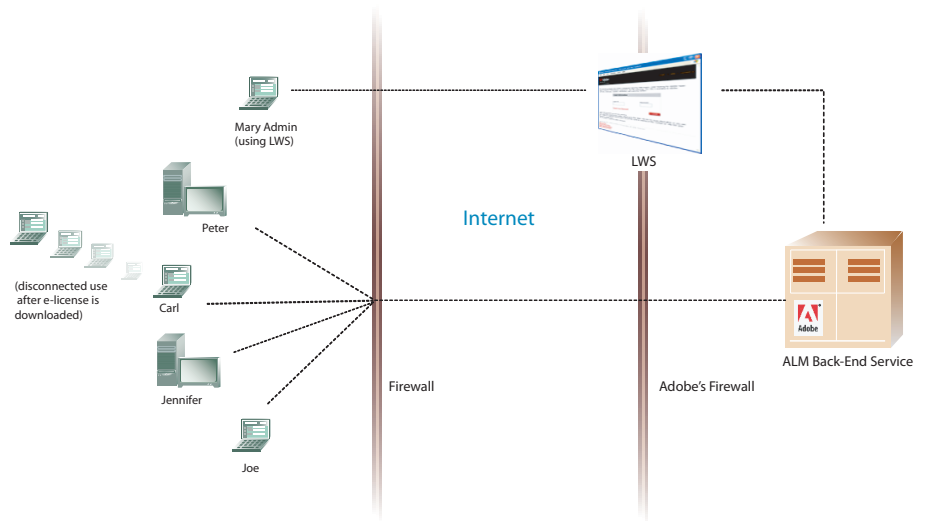 Mary Admin
(using LWS)
LWS
Peter
Internet
(disconnected use
after e-license is
downloaded)
Carl
Adobe
ALM Back-End Service
Firewall
Adobe's Firewall
Jennifer
Joe